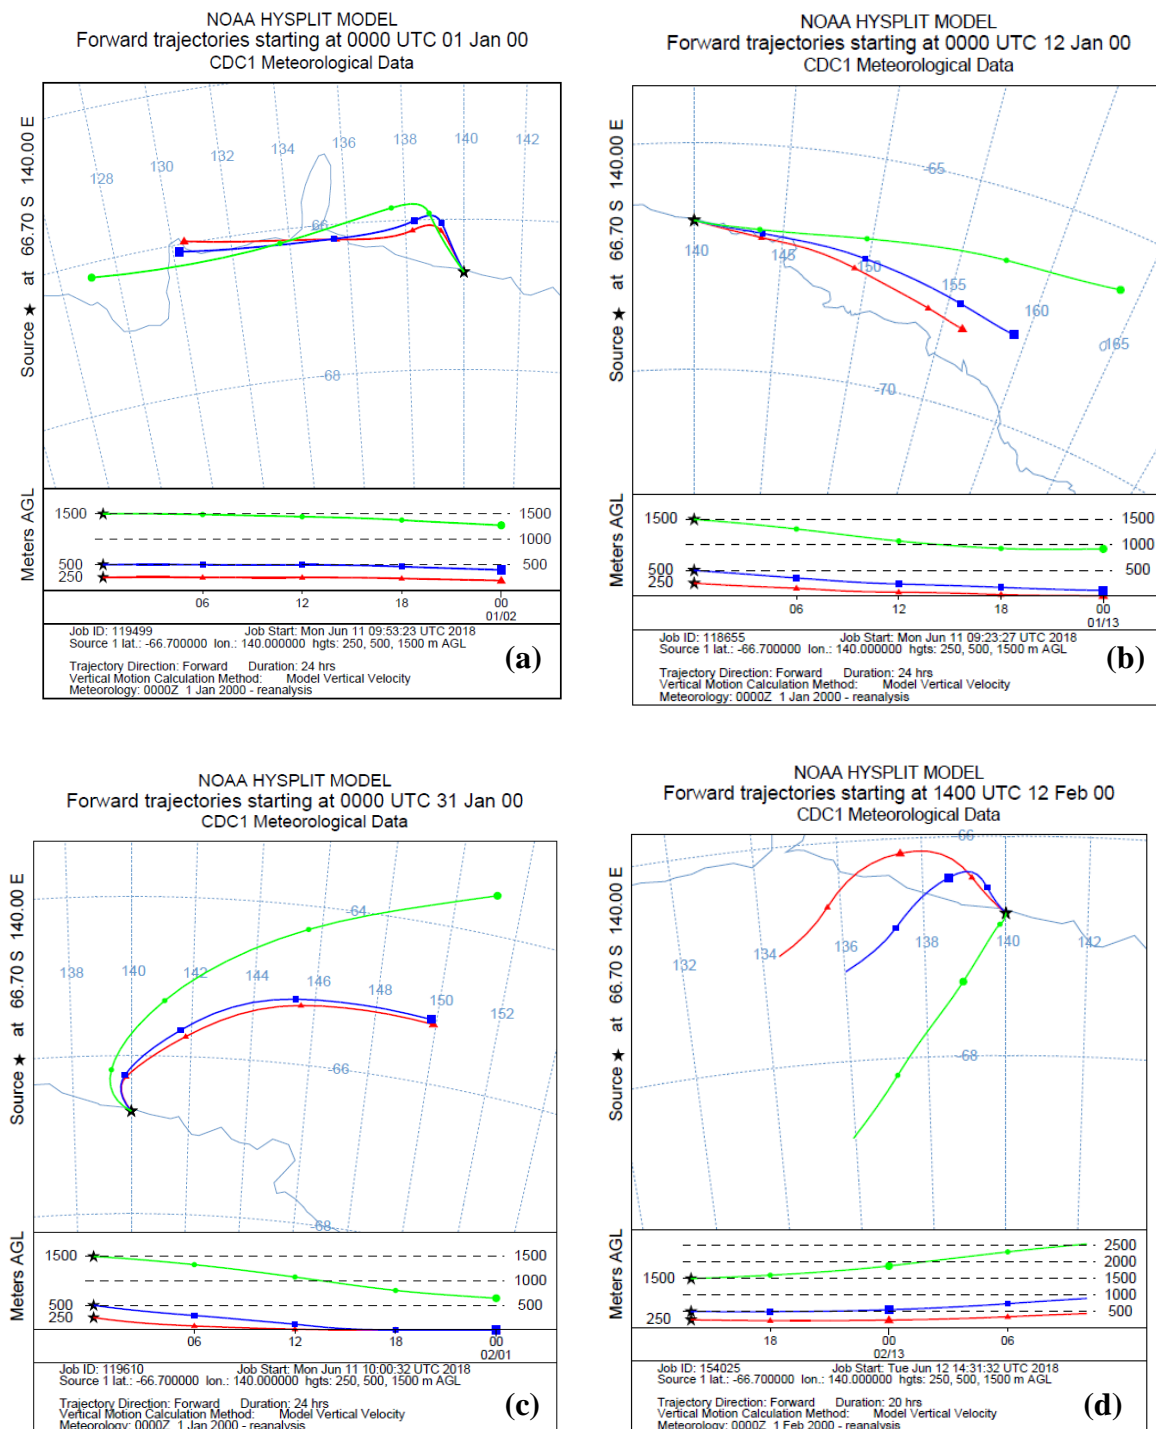 NOAA HYSPLIT MODEL
Forward trajectories starting at 0000 UTC 01 Jan 00
CDC1 Meteorological Data
Source ★ at 66.70 S 140.00 E
128
130
132
134
136
138
140
142
-66
-68
Meters AGL
1500
500
250
1500
1000
500
06
12
18
00
01/02
Job ID: 119499 Job Start: Mon Jun 11 09:53:23 UTC 2018
Source 1 lat.: -66.700000 lon.: 140.000000 hgts: 250, 500, 1500 m AGL
Trajectory Direction: Forward Duration: 24 hrs
Vertical Motion Calculation Method: Model Vertical Velocity
Meteorology: 0000Z 1 Jan 2000 - reanalysis
(a)
NOAA HYSPLIT MODEL
Forward trajectories starting at 0000 UTC 12 Jan 00
CDC1 Meteorological Data
Source ★ at 66.70 S 140.00 E
-65
140
145
150
155
160
165
-70
Meters AGL
1500
500
250
1500
1000
500
06
12
18
00
01/13
Job ID: 118655 Job Start: Mon Jun 11 09:23:27 UTC 2018
Source 1 lat.: -66.700000 lon.: 140.000000 hgts: 250, 500, 1500 m AGL
Trajectory Direction: Forward Duration: 24 hrs
Vertical Motion Calculation Method: Model Vertical Velocity
Meteorology: 0000Z 1 Jan 2000 - reanalysis
(b)
NOAA HYSPLIT MODEL
Forward trajectories starting at 0000 UTC 31 Jan 00
CDC1 Meteorological Data
Source ★ at 66.70 S 140.00 E
-64
138
140
142
144
146
148
150
152
-66
-68
Meters AGL
1500
500
250
1500
1000
500
06
12
18
00
02/01
Job ID: 119610 Job Start: Mon Jun 11 10:00:32 UTC 2018
Source 1 lat.: -66.700000 lon.: 140.000000 hgts: 250, 500, 1500 m AGL
Trajectory Direction: Forward Duration: 24 hrs
Vertical Motion Calculation Method: Model Vertical Velocity
Meteorology: 0000Z 1 Jan 2000 - reanalysis
(c)
NOAA HYSPLIT MODEL
Forward trajectories starting at 1400 UTC 12 Feb 00
CDC1 Meteorological Data
Source ★ at 66.70 S 140.00 E
-66
132
134
136
138
140
142
-68
Meters AGL
1500
250
2500
2000
1500
1000
500
18
00
06
02/13
Job ID: 154025 Job Start: Tue Jun 12 14:31:32 UTC 2018
Source 1 lat.: -66.700000 lon.: 140.000000 hgts: 250, 500, 1500 m AGL
Trajectory Direction: Forward Duration: 20 hrs
Vertical Motion Calculation Method: Model Vertical Velocity
Meteorology: 0000Z 1 Feb 2000 - reanalysis
(d)